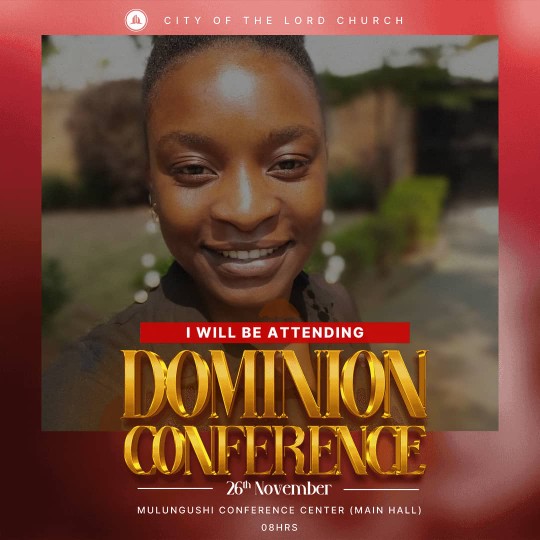 CITY OF THE LORD CHURCH
I WILL BE ATTENDING
DOMINION
CONFERENCE
26th November
MULUNGUSHI CONFERENCE CENTER (MAIN HALL)
08HRS